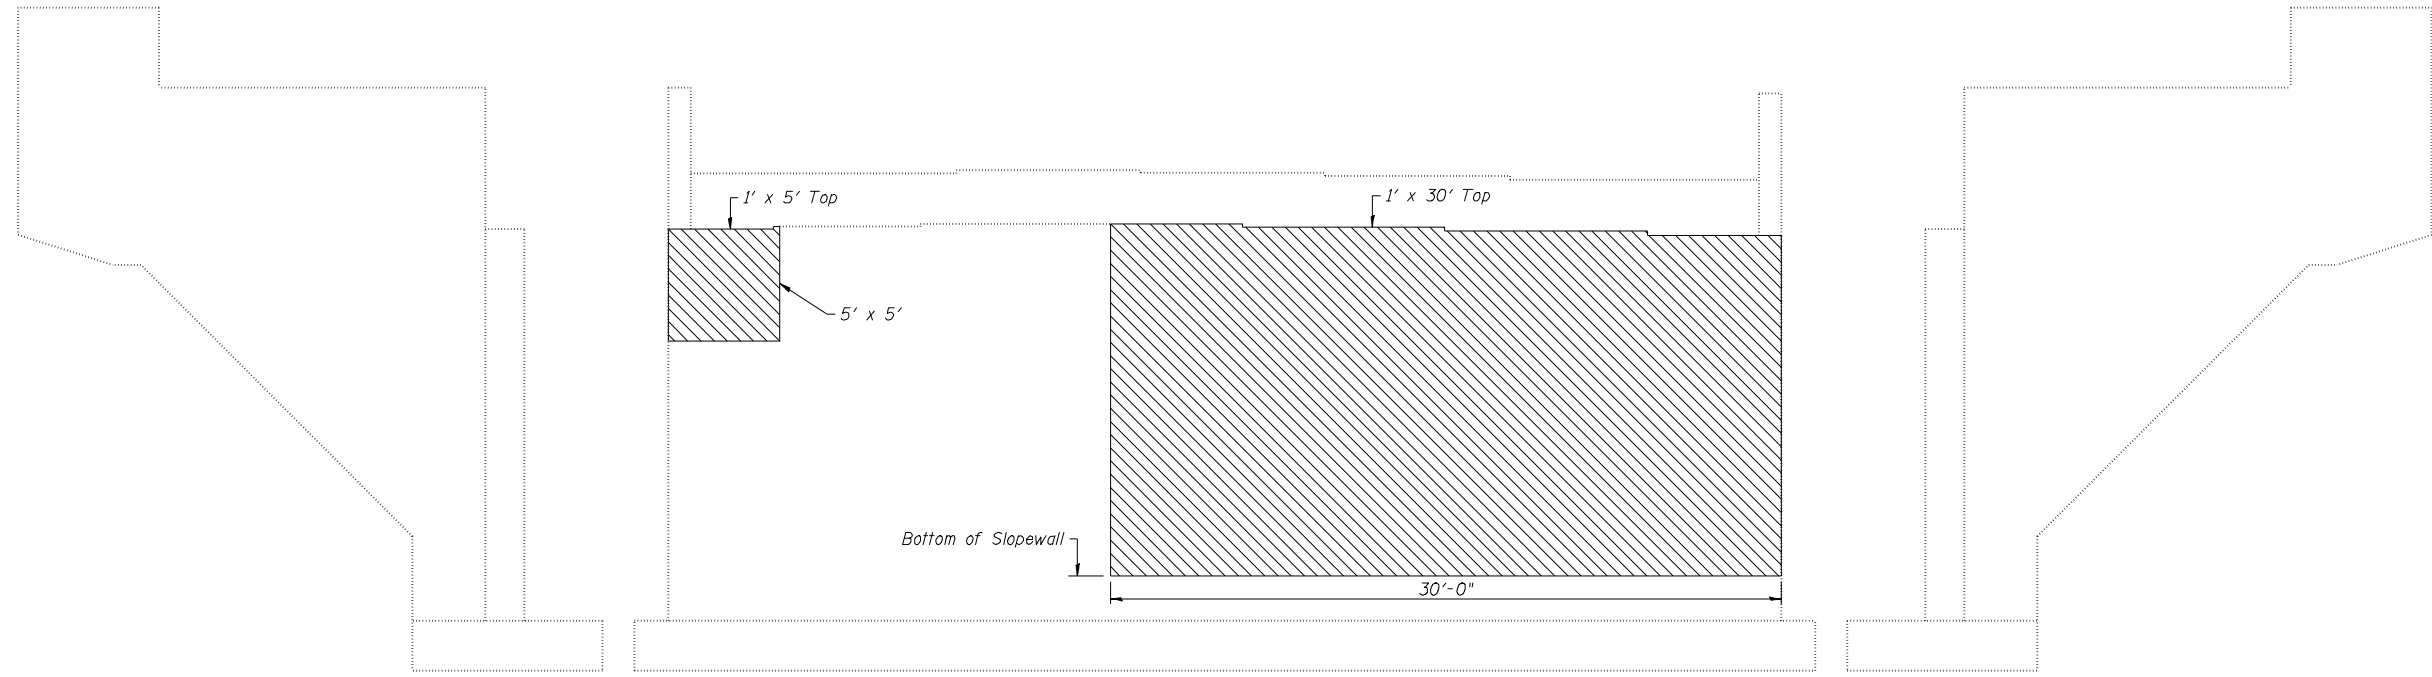 1' x 5' Top
1' x 30' Top
5' x 5'
Bottom of Slopewall
30'-0"